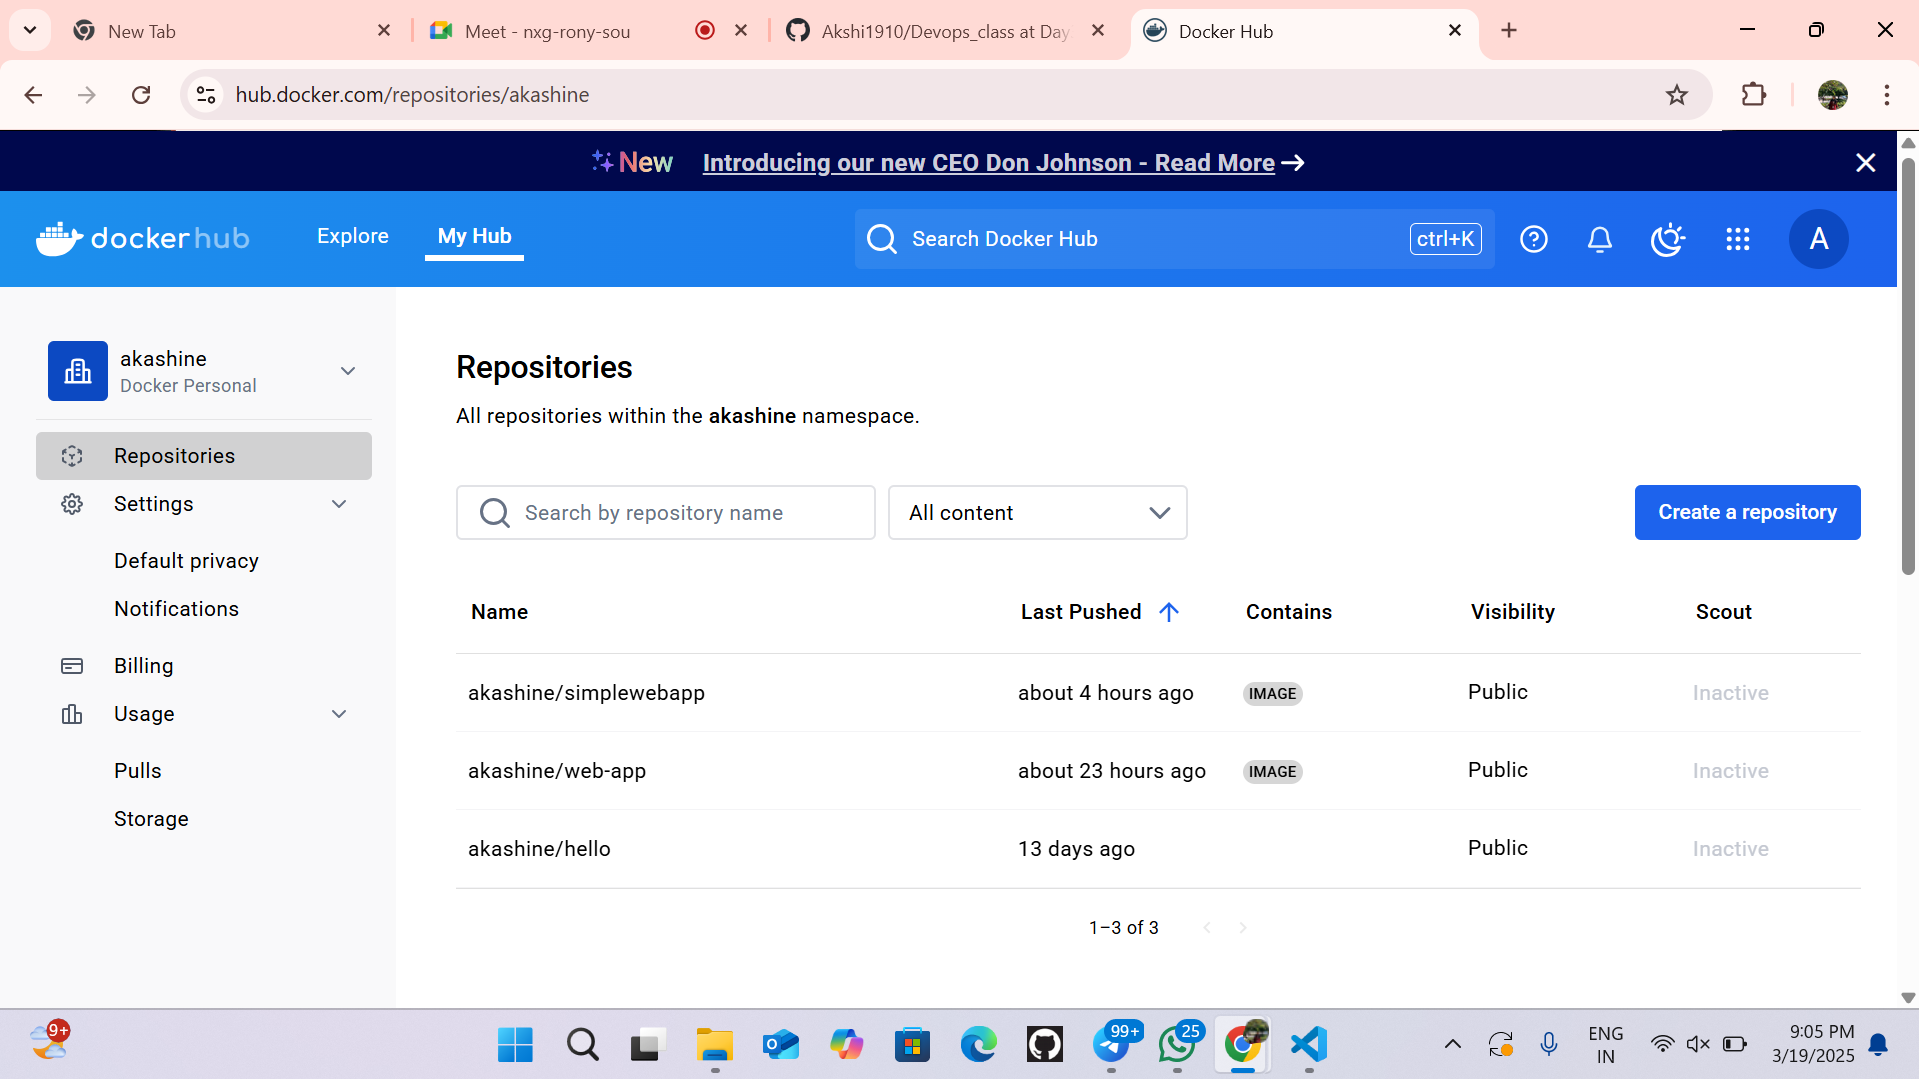 New Tab
Meet - nxg-rony-sou
Akshi1910/Devops_class at Day
Docker Hub
hub.docker.com/repositories/akashine
New Introducing our new CEO Don Johnson - Read More
docker hub
Explore
My Hub
Search Docker Hub
ctrl+K
A
akashine
Docker Personal
Repositories
Settings
Default privacy
Notifications
Billing
Usage
Pulls
Storage
Repositories
All repositories within the akashine namespace.
Search by repository name
All content
Create a repository
Name Last Pushed Contains Visibility Scout
akashine/simplewebapp about 4 hours ago IMAGE Public Inactive
akashine/web-app about 23 hours ago IMAGE Public Inactive
akashine/hello 13 days ago Public Inactive
1–3 of 3
9+
99+
25
ENG
IN
9:05 PM
3/19/2025